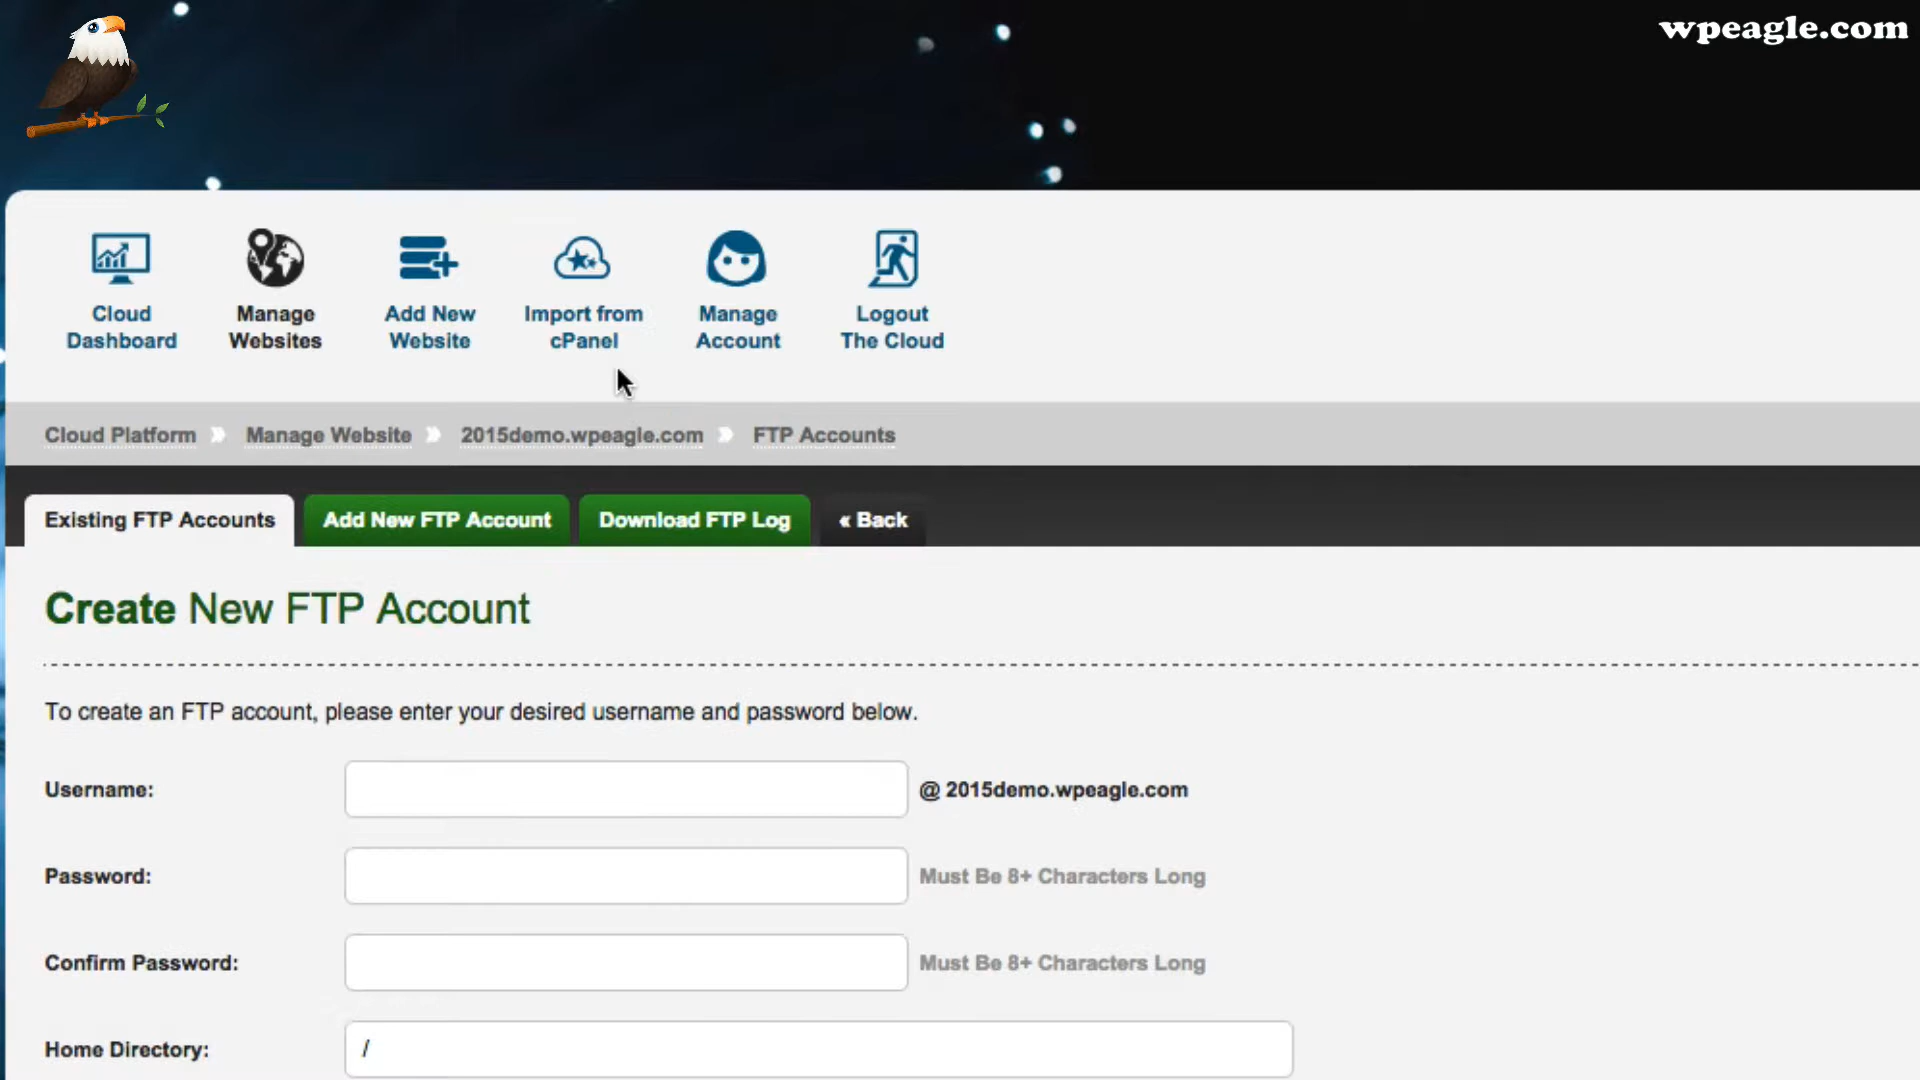 wpeagle.com
Cloud
Dashboard
Manage
Websites
Add New
Website
Import from
cPanel
Manage
Account
Logout
The Cloud
Cloud Platform Manage Website 2015demo.wpeagle.com FTP Accounts
Existing FTP Accounts Add New FTP Account Download FTP Log « Back
Create New FTP Account
To create an FTP account, please enter your desired username and password below.
Username: @ 2015demo.wpeagle.com
Password: Must Be 8+ Characters Long
Confirm Password: Must Be 8+ Characters Long
Home Directory: /